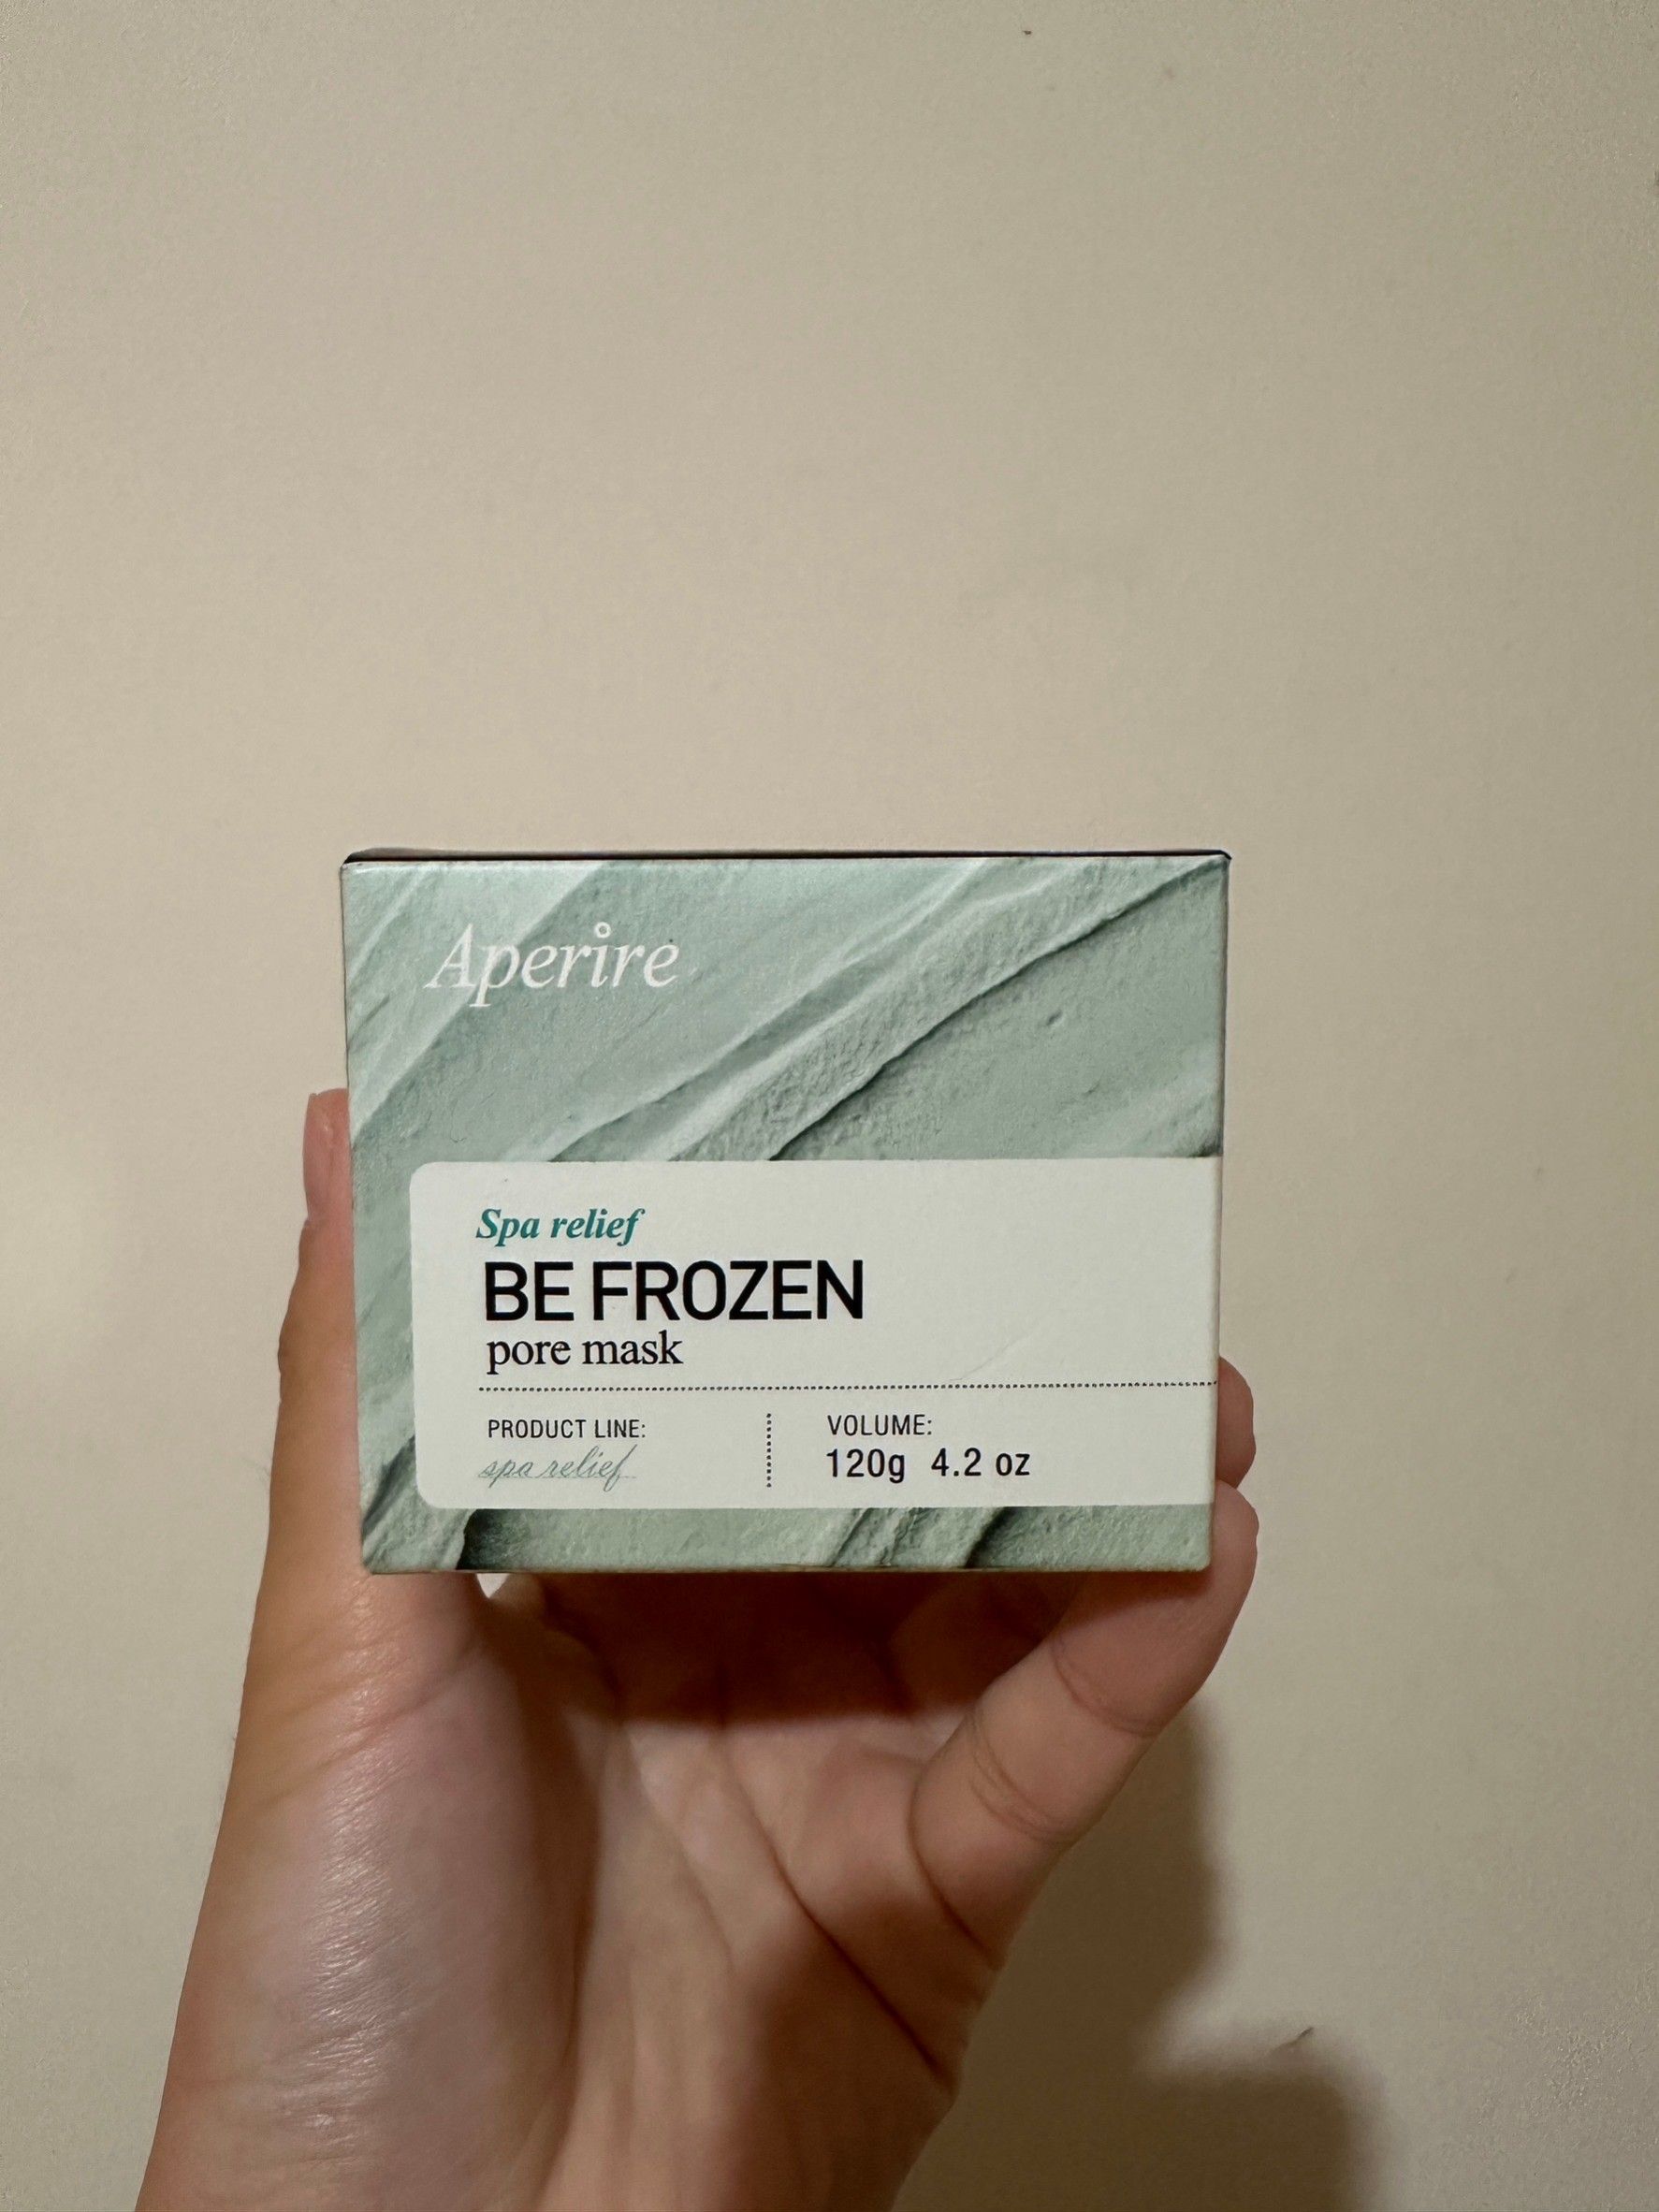 Aperire
Spa relief
BE FROZEN
pore mask
PRODUCT LINE:
spa relief
VOLUME:
120g 4.2 oz